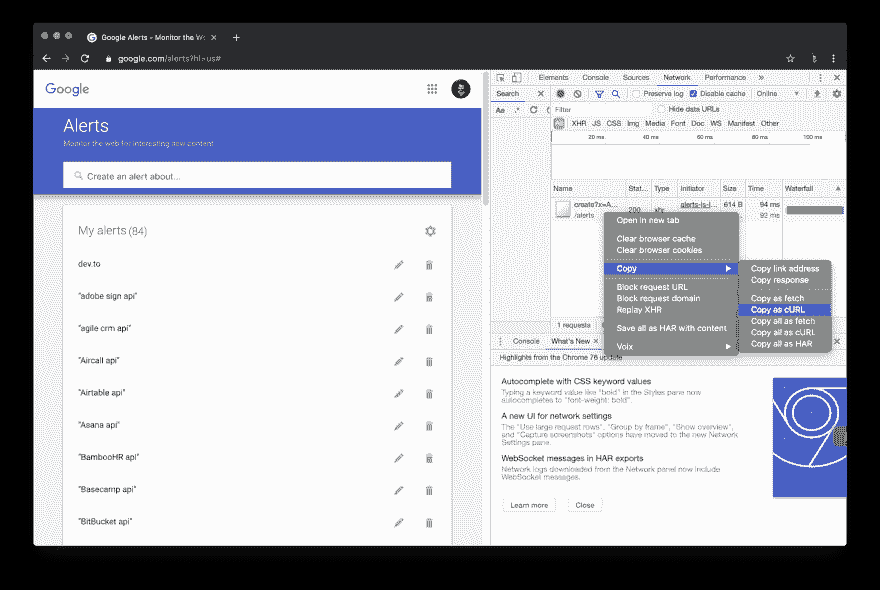 Google Alerts - Monitor the We
google.com/alerts?hl=us#
Google
Alerts
Monitor the web for interesting new content
Create an alert about...
My alerts (84)
dev.to
"adobe sign api"
"agile crm api"
"Aircall api"
"Airtable api"
"Asana api"
"BambooHR api"
"Basecamp api"
"BitBucket api"
Elements Console Sources Network Performance »
Search Preserve log Disable cache Online
Aa .* Filter Hide data URLs
XHR JS CSS Img Media Font Doc WS Manifest Other
20 ms 40 ms 60 ms 80 ms 100 ms
Name Stat... Type Initiator Size Time Waterfall
create?x=A... 200 xhr alerts-is-l... 614 B 94 ms
/alerts 92 ms
Open in new tab
Clear browser cache
Clear browser cookies
Copy
Block request URL
Block request domain
Replay XHR
Save all as HAR with content
Voix
Copy link address
Copy response
Copy as fetch
Copy as cURL
Copy all as fetch
Copy all as cURL
Copy all as HAR
1 requests
Console What's New
Highlights from the Chrome 76 update
Autocomplete with CSS keyword values
Typing a keyword value like "bold" in the Styles pane now
autocompletes to "font-weight: bold".
A new UI for network settings
The "Use large request rows", "Group by frame", "Show overview",
and "Capture screenshots" options have moved to the new Network
Settings pane.
WebSocket messages in HAR exports
Network logs downloaded from the Network panel now include
WebSocket messages.
Learn more Close